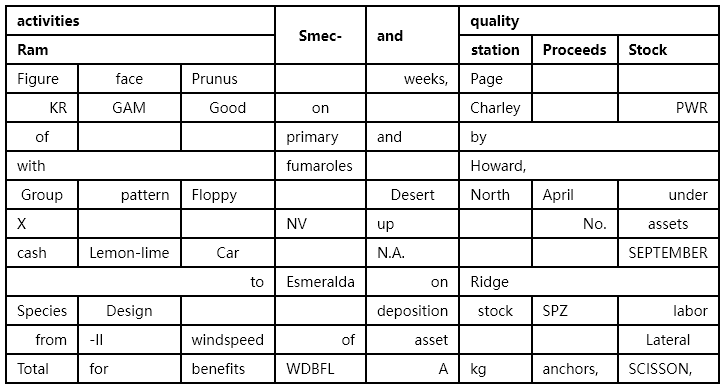 activities Smec- and quality
Ram station Proceeds Stock
Figure face Prunus weeks, Page
KR GAM Good on Charley PWR
of primary and by
with fumaroles Howard,
Group pattern Floppy Desert North April under
X NV up No. assets
cash Lemon-lime Car N.A. SEPTEMBER
to Esmeralda on Ridge
Species Design deposition stock SPZ labor
from -II windspeed of asset Lateral
Total for benefits WDBFL A kg anchors, SCISSON,